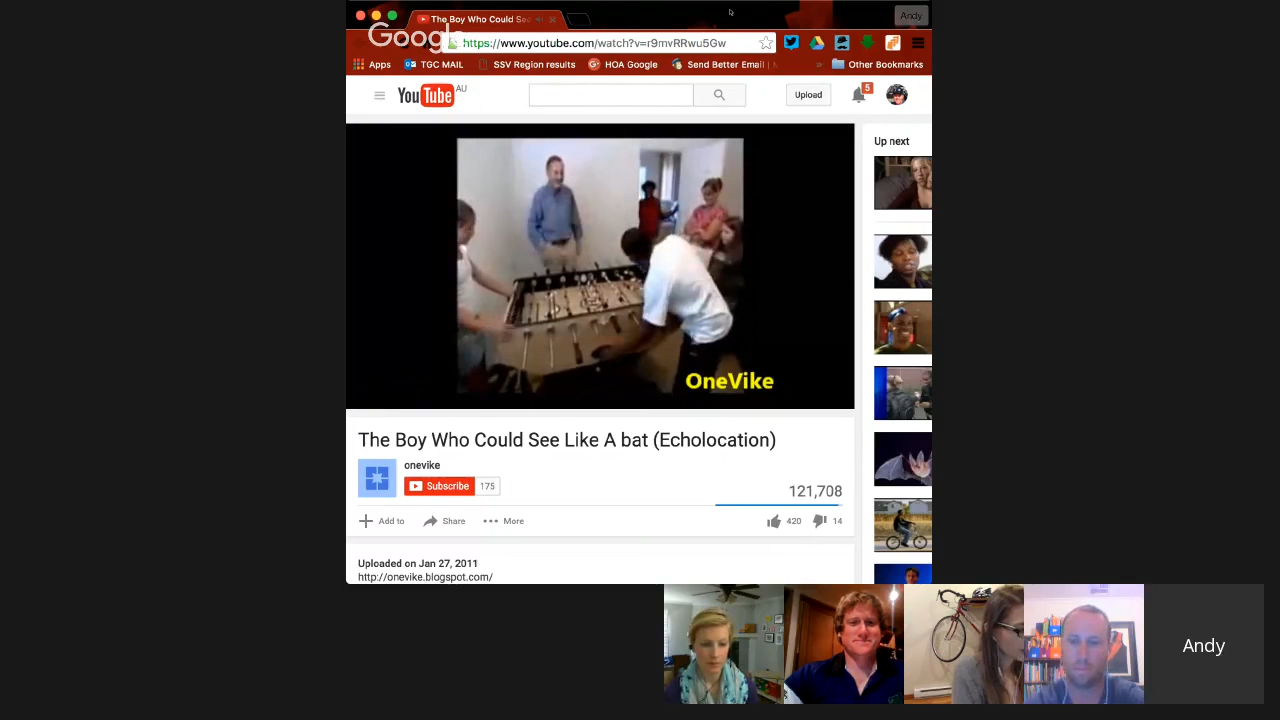 The Boy Who Could See
Andy
Google
https://www.youtube.com/watch?v=r9mvRRwu5Gw
Apps
TGC MAIL
SSV Region results
HOA Google
Send Better Email
»
Other Bookmarks
YouTube AU
Upload
5
Up next
OneVike
The Boy Who Could See Like A bat (Echolocation)
onevike
Subscribe 175
121,708
Add to
Share
More
420
14
Uploaded on Jan 27, 2011
http://onevike.blogspot.com/
Andy